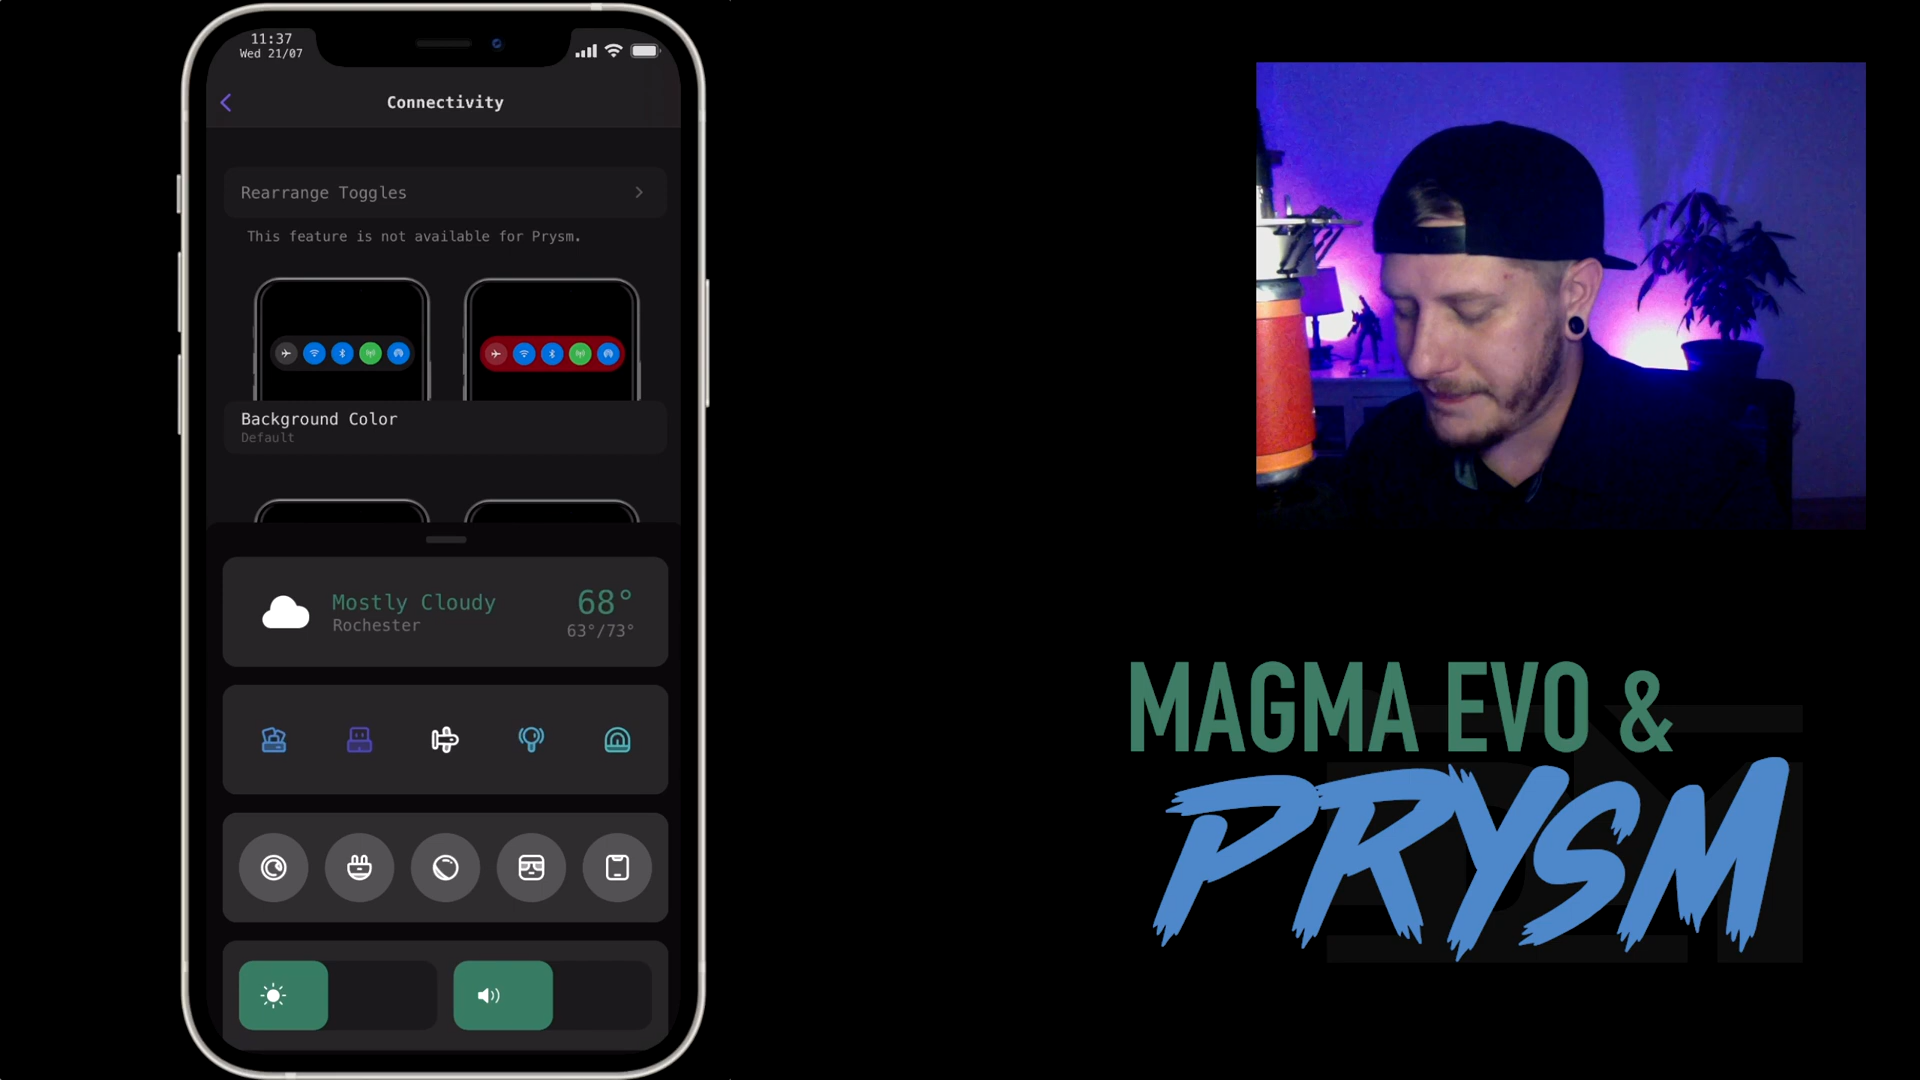 11:37
Wed 21/07
Connectivity
Rearrange Toggles
This feature is not available for Prysm.
Background Color
Default
Mostly Cloudy 68°
Rochester 63°/73°
MAGMA EVO &
PRYSM